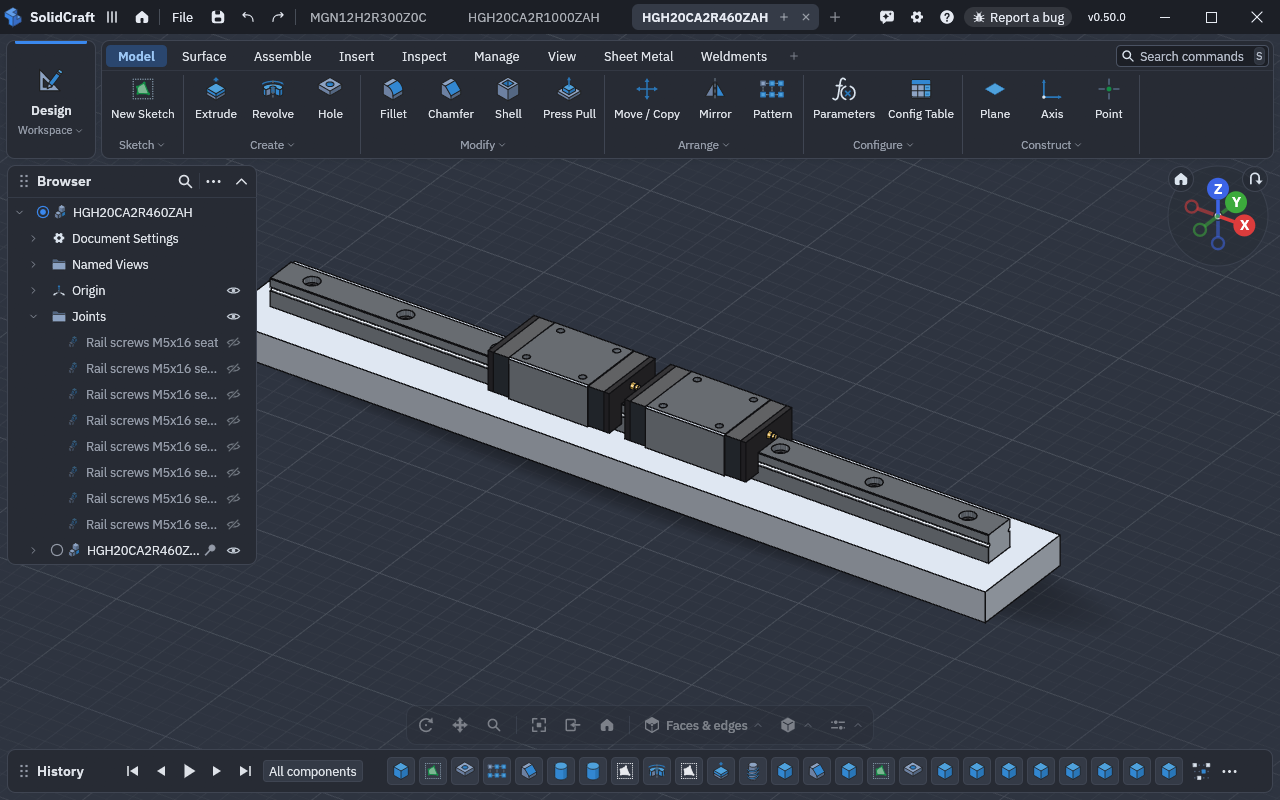 SolidCraft
File
MGN12H2R300Z0C
HGH20CA2R1000ZAH
HGH20CA2R460ZAH
Report a bug
v0.50.0
Design
Workspace
Model
Surface
Assemble
Insert
Inspect
Manage
View
Sheet Metal
Weldments
Search commands
S
New Sketch
Extrude
Revolve
Hole
Fillet
Chamfer
Shell
Press Pull
Move / Copy
Mirror
Pattern
Parameters
Config Table
Plane
Axis
Point
Sketch
Create
Modify
Arrange
Configure
Construct
Browser
HGH20CA2R460ZAH
Document Settings
Named Views
Origin
Joints
Rail screws M5x16 seat
Rail screws M5x16 se...
Rail screws M5x16 se...
Rail screws M5x16 se...
Rail screws M5x16 se...
Rail screws M5x16 se...
Rail screws M5x16 se...
Rail screws M5x16 se...
HGH20CA2R460Z...
Z
Y
X
Faces & edges
History
All components